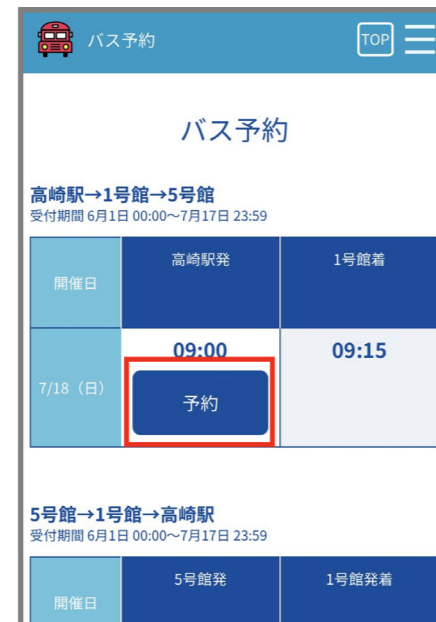 バス予約
TOP
バス予約
高崎駅→1号館→5号館
受付期間 6月1日 00:00～7月17日 23:59
開催日
高崎駅発
1号館着
7/18（日）
09:00
09:15
予約
5号館→1号館→高崎駅
受付期間 6月1日 00:00～7月17日 23:59
開催日
5号館発
1号館発着